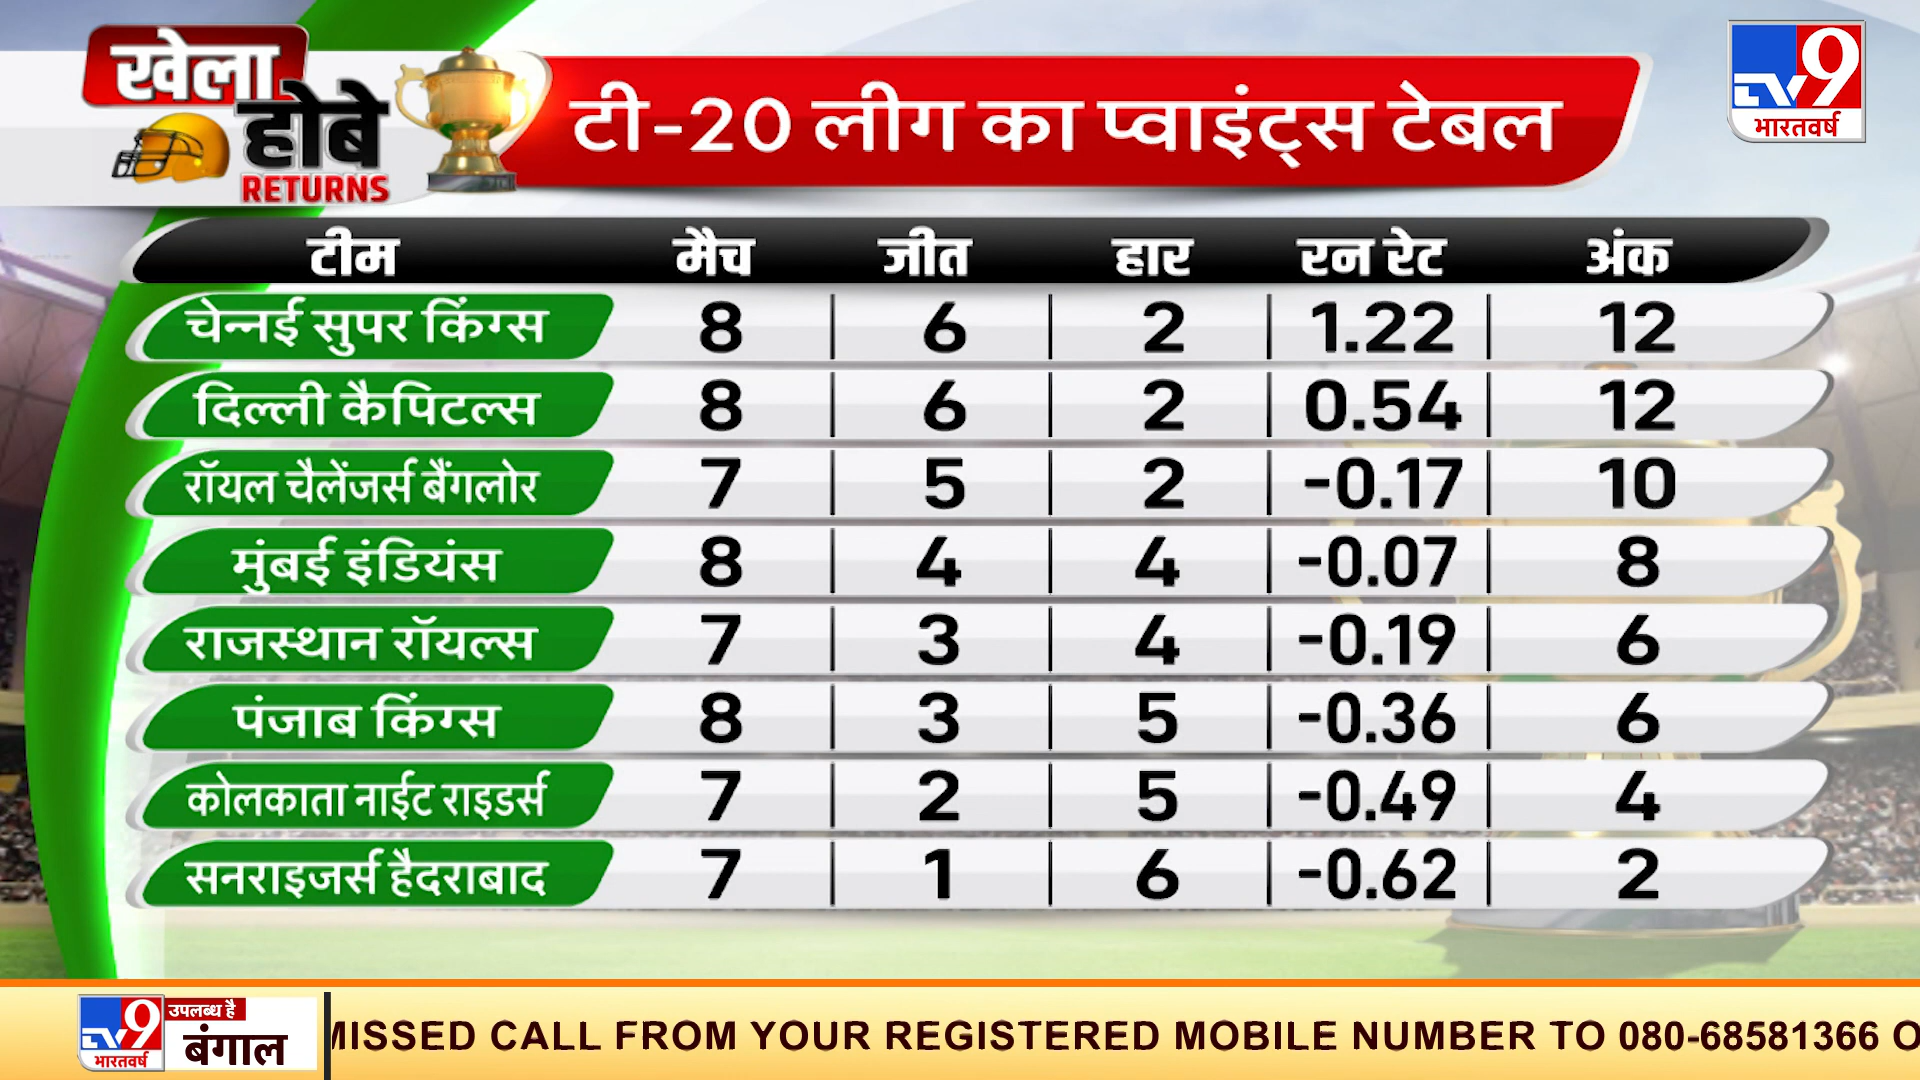 खेला
होबे
RETURNS
टी-20 लीग का प्वाइंट्स टेबल
TV9
भारतवर्ष
टीम मैच जीत हार रन रेट अंक
चेन्नई सुपर किंग्स 8 6 2 1.22 12
दिल्ली कैपिटल्स 8 6 2 0.54 12
रॉयल चैलेंजर्स बैंगलोर 7 5 2 -0.17 10
मुंबई इंडियंस 8 4 4 -0.07 8
राजस्थान रॉयल्स 7 3 4 -0.19 6
पंजाब किंग्स 8 3 5 -0.36 6
कोलकाता नाईट राइडर्स 7 2 5 -0.49 4
सनराइजर्स हैदराबाद 7 1 6 -0.62 2
TV9
भारतवर्ष
उपलब्ध है
बंगाल
MISSED CALL FROM YOUR REGISTERED MOBILE NUMBER TO 080-68581366 O